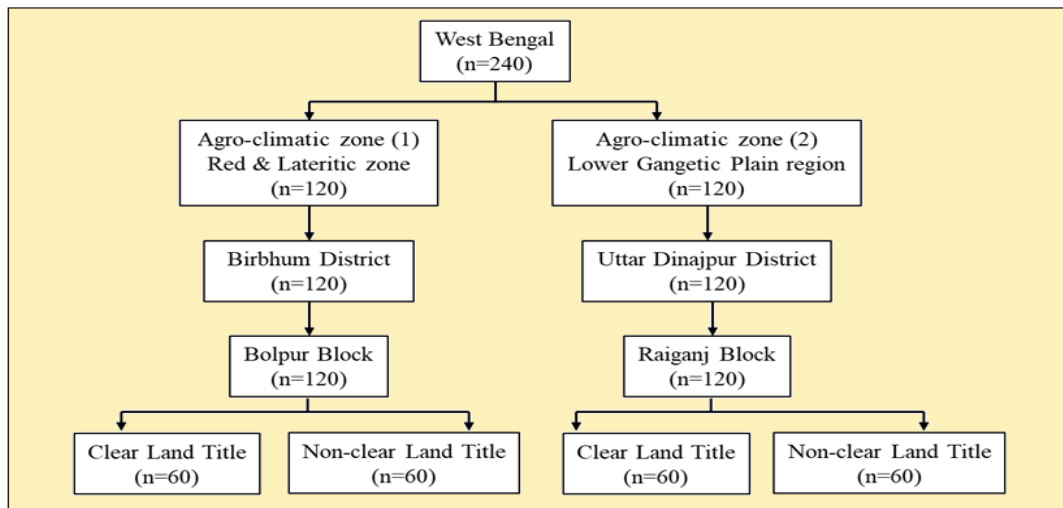 West Bengal
(n=240)
Agro-climatic zone (1)
Red & Lateritic zone
(n=120)
Agro-climatic zone (2)
Lower Gangetic Plain region
(n=120)
Birbhum District
(n=120)
Uttar Dinajpur District
(n=120)
Bolpur Block
(n=120)
Raiganj Block
(n=120)
Clear Land Title
(n=60)
Non-clear Land Title
(n=60)
Clear Land Title
(n=60)
Non-clear Land Title
(n=60)